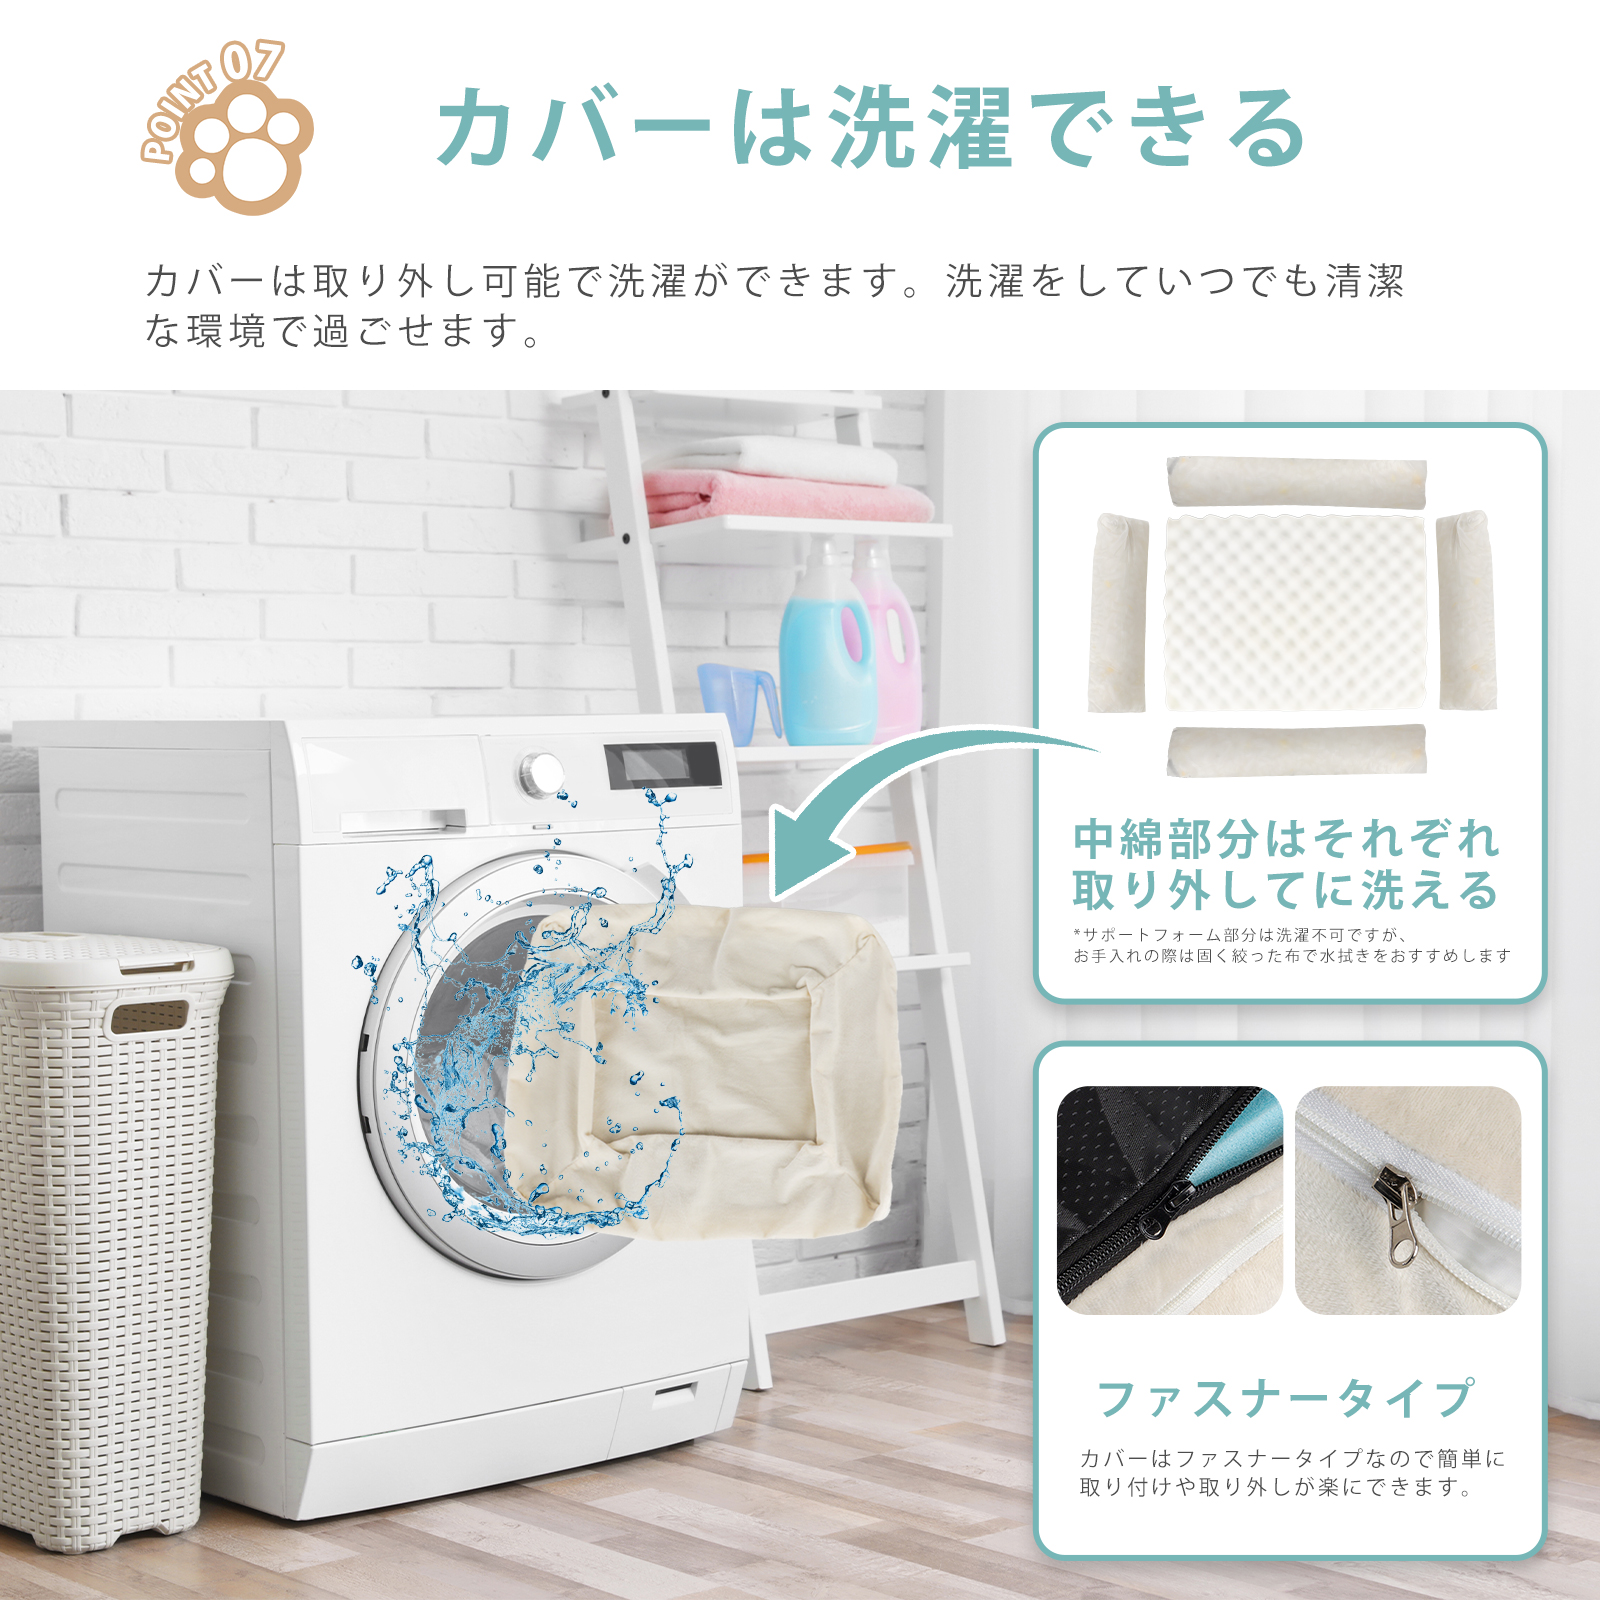 POINT 07
カバーは洗濯できる
カバーは取り外し可能で洗濯ができます。洗濯をしていつでも清潔
な環境で過ごせます。
中綿部分はそれぞれ
取り外してに洗える
*サポートフォーム部分は洗濯不可ですが、
お手入れの際は固く絞った布で水拭きをおすすめします
ファスナータイプ
カバーはファスナータイプなので簡単に
取り付けや取り外しが楽にできます。